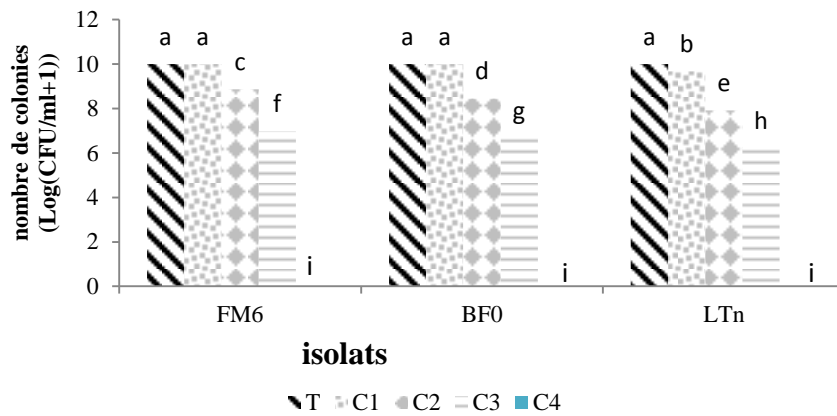 nombre de colonies
(Log(CFU/ml+1))
12
10
8
6
4
2
0
a a c f i
a a d g i
a b e h i
FM6 BF0 LTn
isolats
T C1 C2 C3 C4